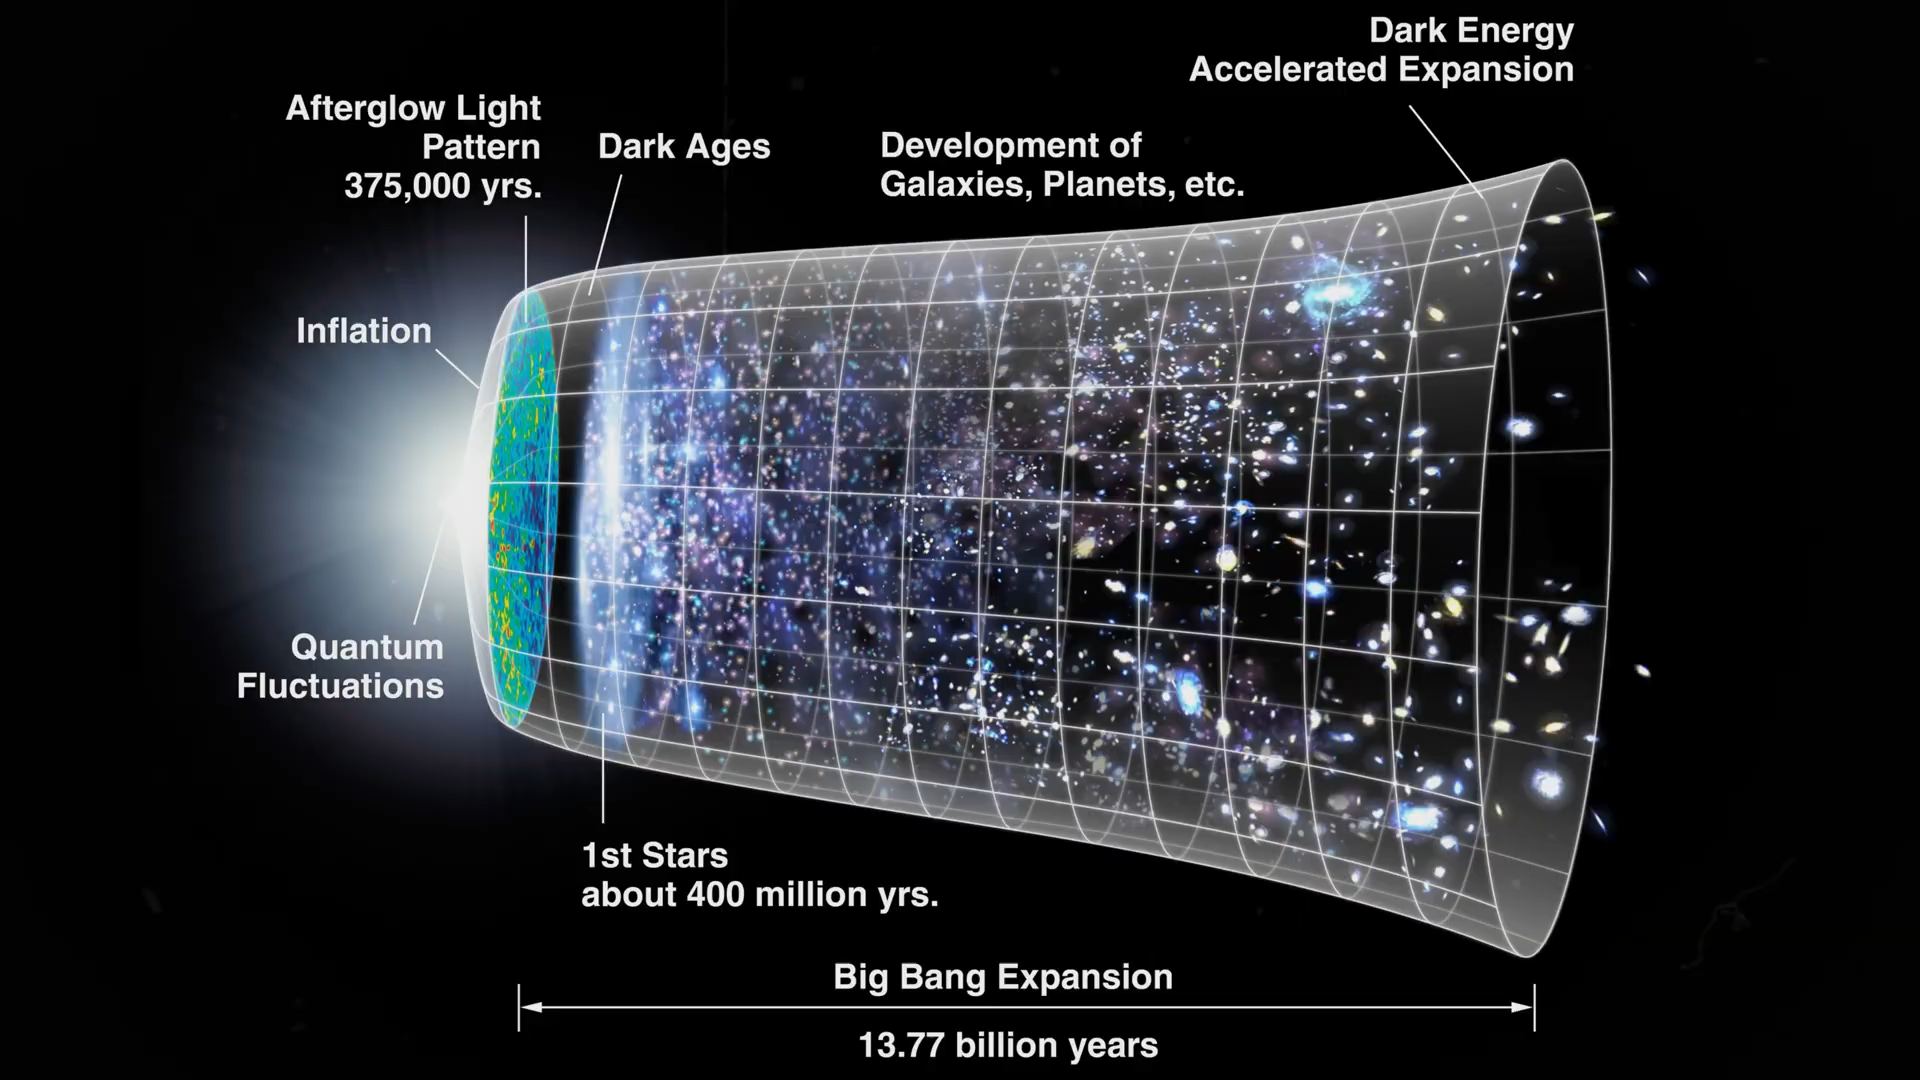 Dark Energy
Accelerated Expansion
Afterglow Light
Pattern
375,000 yrs.
Dark Ages
Development of
Galaxies, Planets, etc.
Inflation
Quantum
Fluctuations
1st Stars
about 400 million yrs.
Big Bang Expansion
13.77 billion years